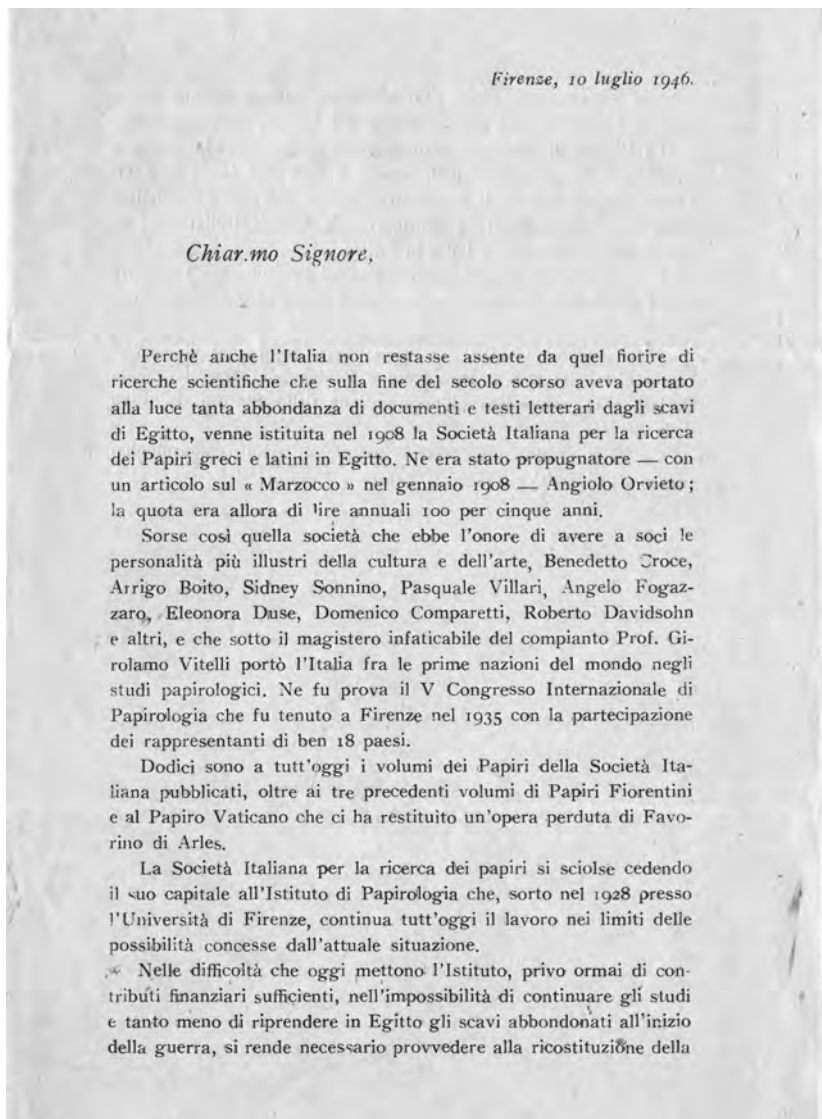 Firenze, 10 luglio 1946.
Chiar.mo Signore,
Perchè anche l'Italia non restasse assente da quel fiorire di
ricerche scientifiche che sulla fine del secolo scorso aveva portato
alla luce tanta abbondanza di documenti e testi letterari dagli scavi
di Egitto, venne istituita nel 1908 la Società Italiana per la ricerca
dei Papiri greci e latini in Egitto. Ne era stato propugnatore — con
un articolo sul « Marzocco » nel gennaio 1908 — Angiolo Orvieto;
la quota era allora di lire annuali 100 per cinque anni.
Sorse così quella società che ebbe l'onore di avere a soci le
personalità più illustri della cultura e dell'arte, Benedetto Croce,
Arrigo Boito, Sidney Sonnino, Pasquale Villari, Angelo Fogaz-
zaro, Eleonora Duse, Domenico Comparetti, Roberto Davidsohn
e altri, e che sotto il magistero infaticabile del compianto Prof. Gi-
rolamo Vitelli portò l'Italia fra le prime nazioni del mondo negli
studi papirologici. Ne fu prova il V Congresso Internazionale di
Papirologia che fu tenuto a Firenze nel 1935 con la partecipazione
dei rappresentanti di ben 18 paesi.
Dodici sono a tutt'oggi i volumi dei Papiri della Società Ita-
liana pubblicati, oltre ai tre precedenti volumi di Papiri Fiorentini
e al Papiro Vaticano che ci ha restituito un'opera perduta di Favo-
rino di Arles.
La Società Italiana per la ricerca dei papiri si sciolse cedendo
il suo capitale all'Istituto di Papirologia che, sorto nel 1928 presso
l'Università di Firenze, continua tutt'oggi il lavoro nei limiti delle
possibilità concesse dall'attuale situazione.
Nelle difficoltà che oggi mettono l'Istituto, privo ormai di con-
tributi finanziari sufficienti, nell'impossibilità di continuare gli studi
e tanto meno di riprendere in Egitto gli scavi abbondonati all'inizio
della guerra, si rende necessario provvedere alla ricostituzione della